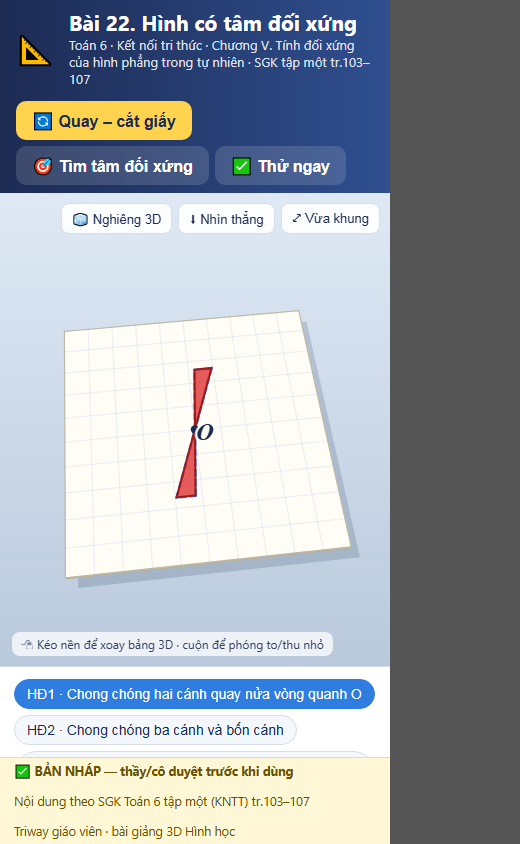 Bài 22. Hình có tâm đối xứng
Toán 6 · Kết nối tri thức · Chương V. Tính đối xứng
của hình phẳng trong tự nhiên · SGK tập một tr.103–
107
Quay – cắt giấy
Tìm tâm đối xứng
Thử ngay
Nghiêng 3D
Nhìn thẳng
Vừa khung
O
Kéo nền để xoay bảng 3D · cuộn để phóng to/thu nhỏ
HĐ1 · Chong chóng hai cánh quay nửa vòng quanh O
HĐ2 · Chong chóng ba cánh và bốn cánh
BẢN NHÁP — thầy/cô duyệt trước khi dùng
Nội dung theo SGK Toán 6 tập một (KNTT) tr.103–107
Triway giáo viên · bài giảng 3D Hình học